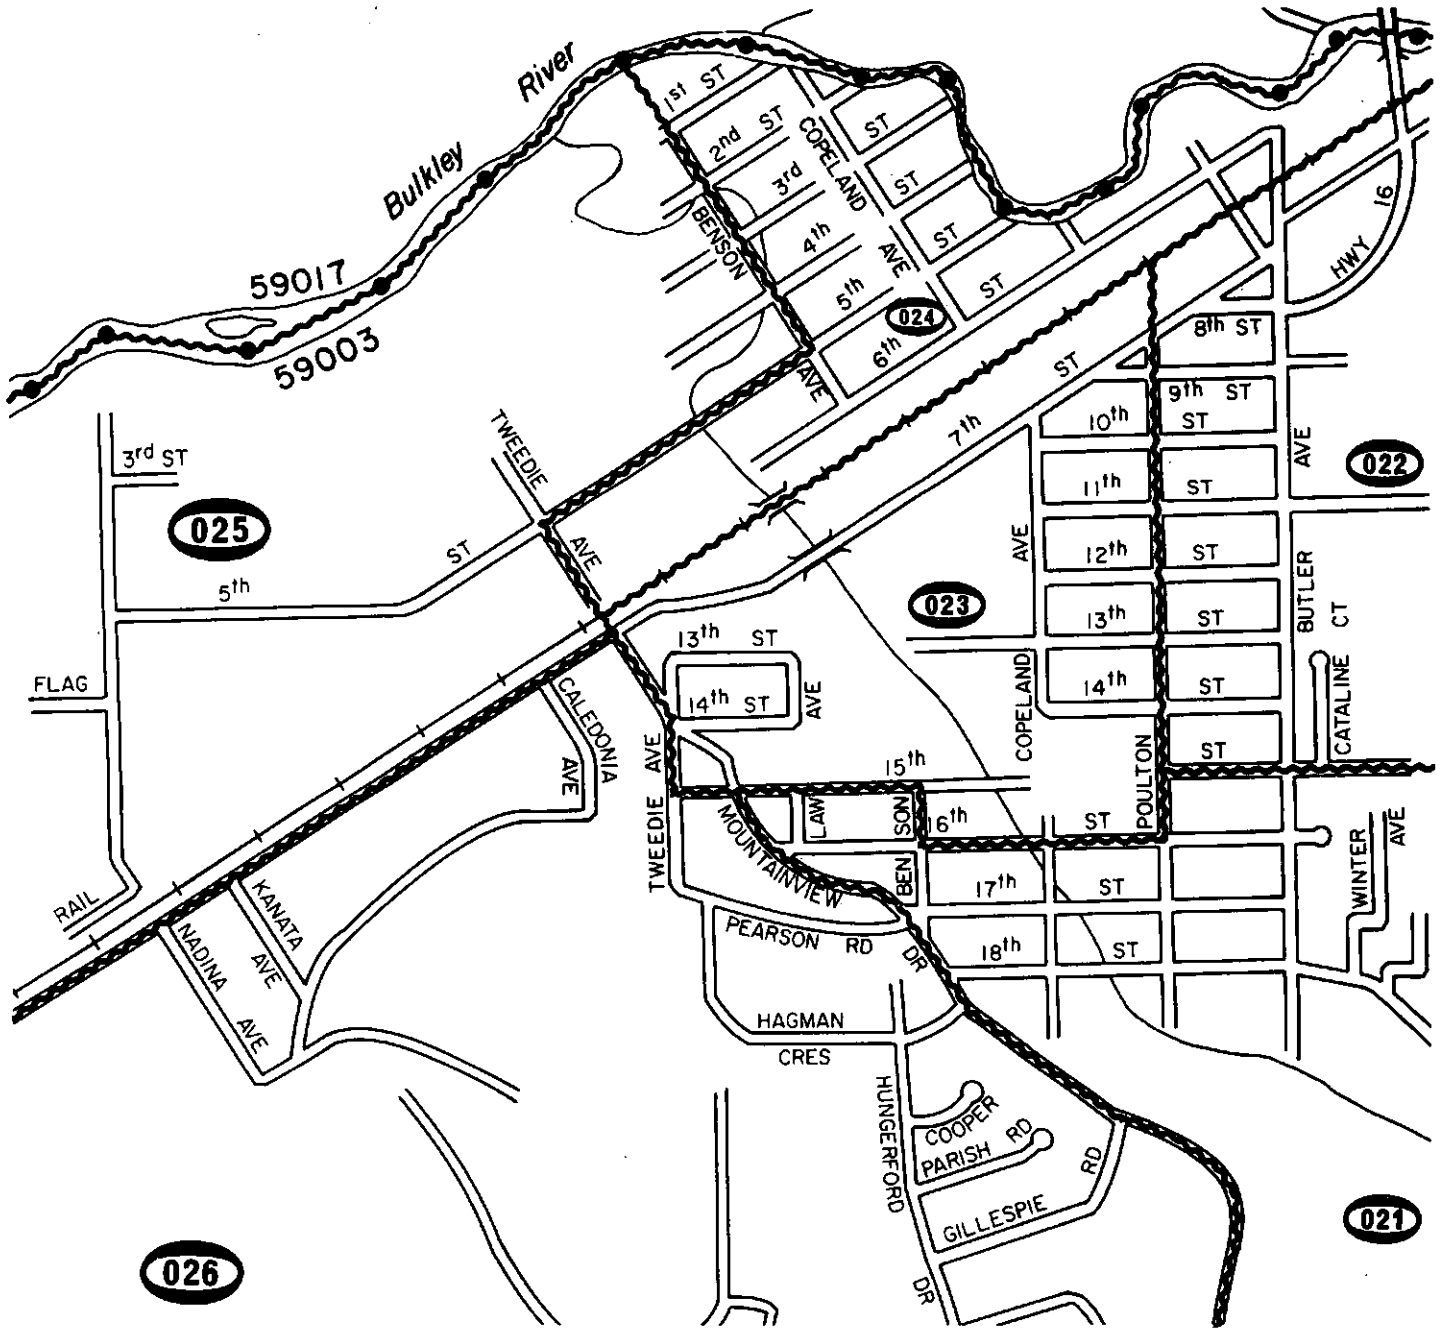 Bulkley River
59017
59003
1st ST
2nd ST
3rd
4th
5th
6th
ST
ST
ST
ST
COPELAND AVE
BENSON AVE
024
HWY 16
8th ST
9th ST
10th ST
11th ST
12th ST
13th ST
14th ST
ST
7th ST
TWEEDIE AVE
3rd ST
025
5th ST
022
023
COPELAND AVE
BUTLER AVE
CATALINE CT
POULTON
FLAG
13th ST
14th ST
AVE
CALEDONIA AVE
TWEEDIE AVE
15th
16th ST
LAW
BEN SON
MOUNTAINVIEW DR
17th ST
18th ST
WINTER AVE
RAIL
KANATA AVE
NADINA AVE
PEARSON RD
HAGMAN CRES
HUNGERFORD DR
COOPER
PARISH RD
GILLESPIE RD
021
026